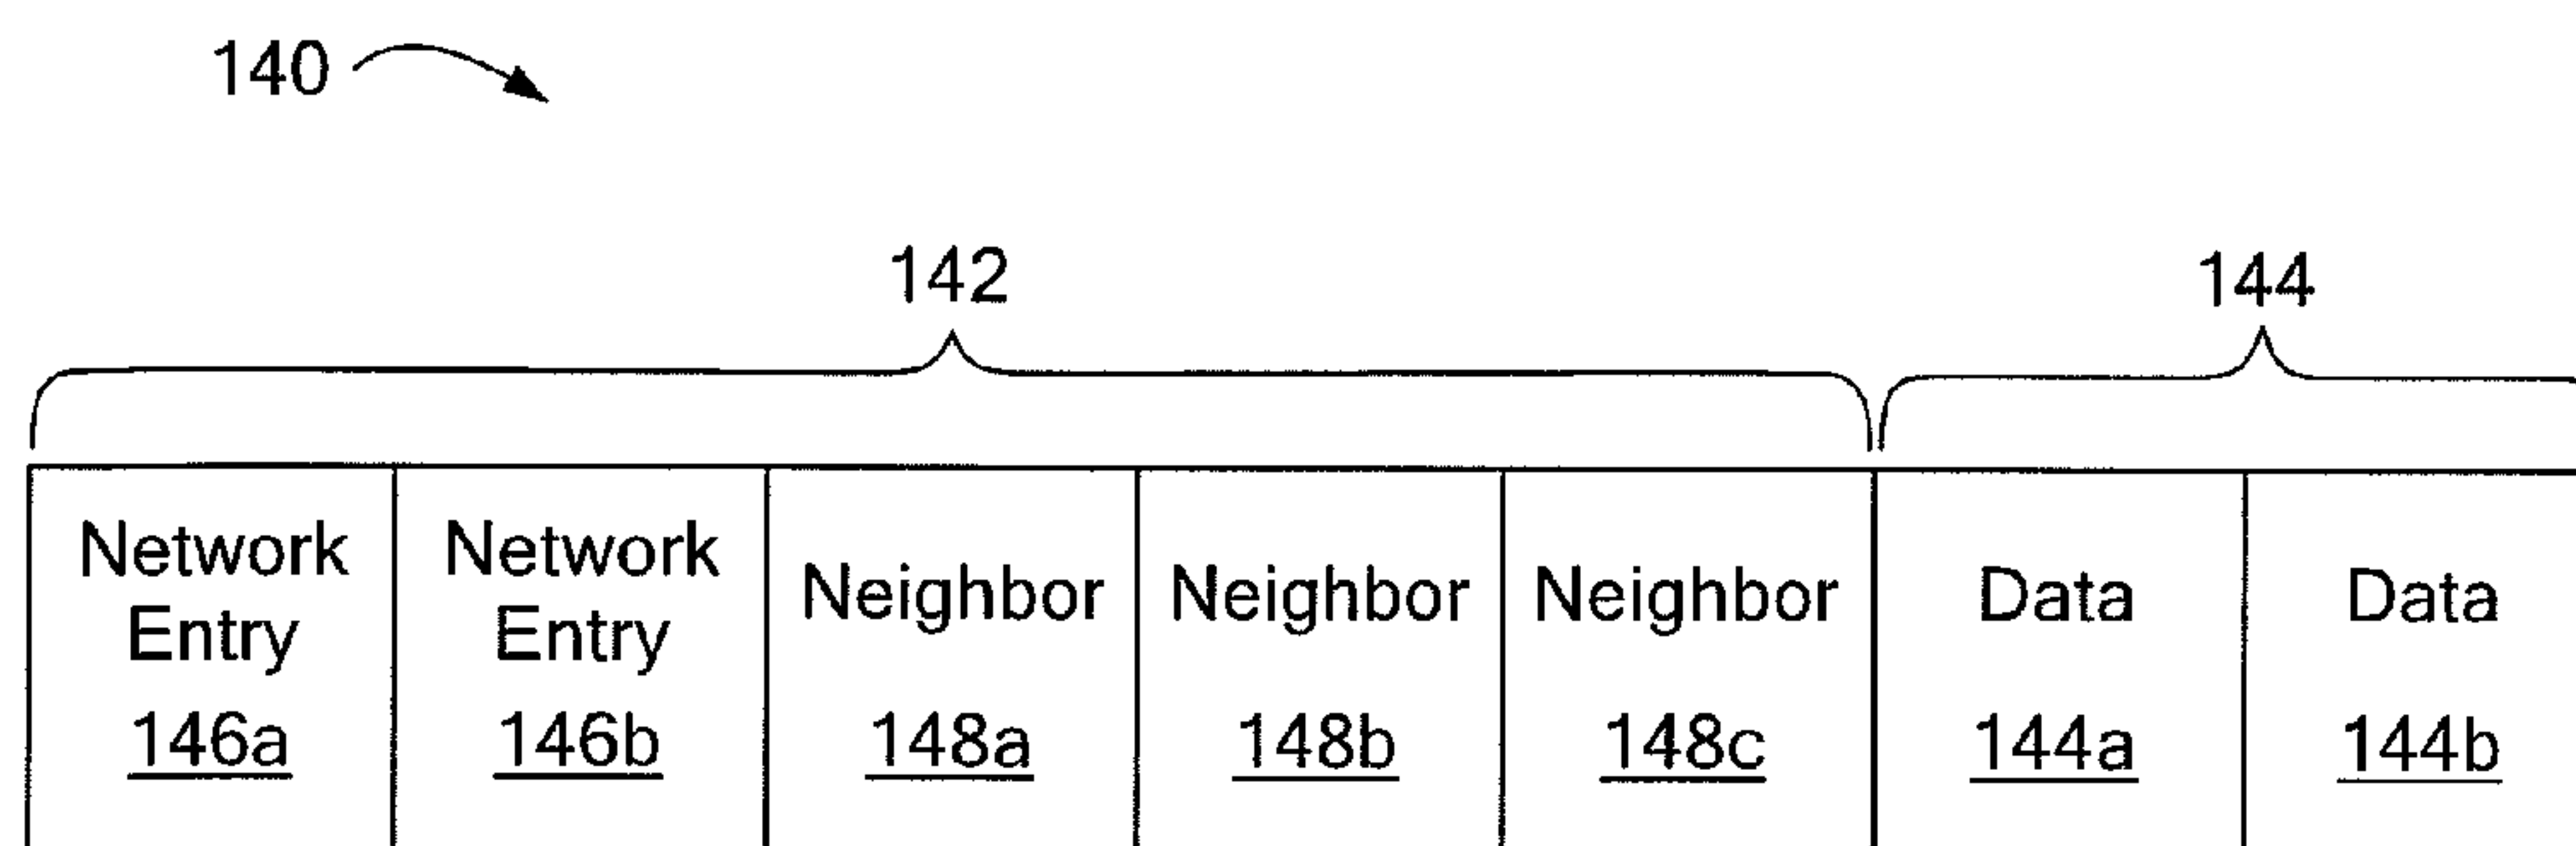 140
142
144
Network Entry 146a
Network Entry 146b
Neighbor 148a
Neighbor 148b
Neighbor 148c
Data 144a
Data 144b